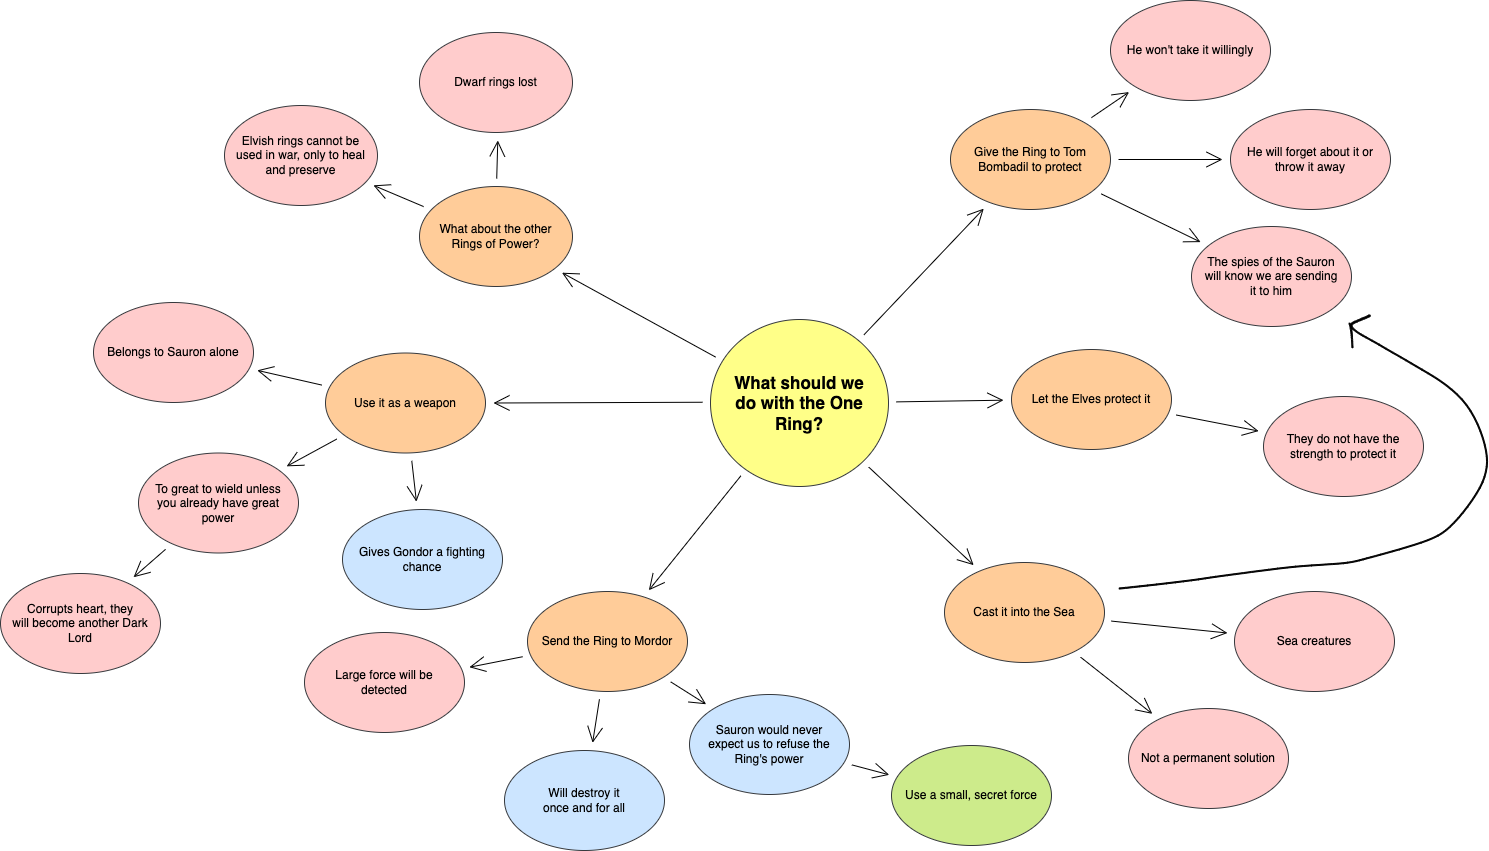 What should we
do with the One
Ring?
What about the other
Rings of Power?
Dwarf rings lost
Elvish rings cannot be
used in war, only to heal
and preserve
Give the Ring to Tom
Bombadil to protect
He won't take it willingly
He will forget about it or
throw it away
The spies of the Sauron
will know we are sending
it to him
Let the Elves protect it
They do not have the
strength to protect it
Cast it into the Sea
Sea creatures
Not a permanent solution
Send the Ring to Mordor
Large force will be
detected
Will destroy it
once and for all
Sauron would never
expect us to refuse the
Ring's power
Use a small, secret force
Use it as a weapon
Belongs to Sauron alone
To great to wield unless
you already have great
power
Corrupts heart, they
will become another Dark
Lord
Gives Gondor a fighting
chance